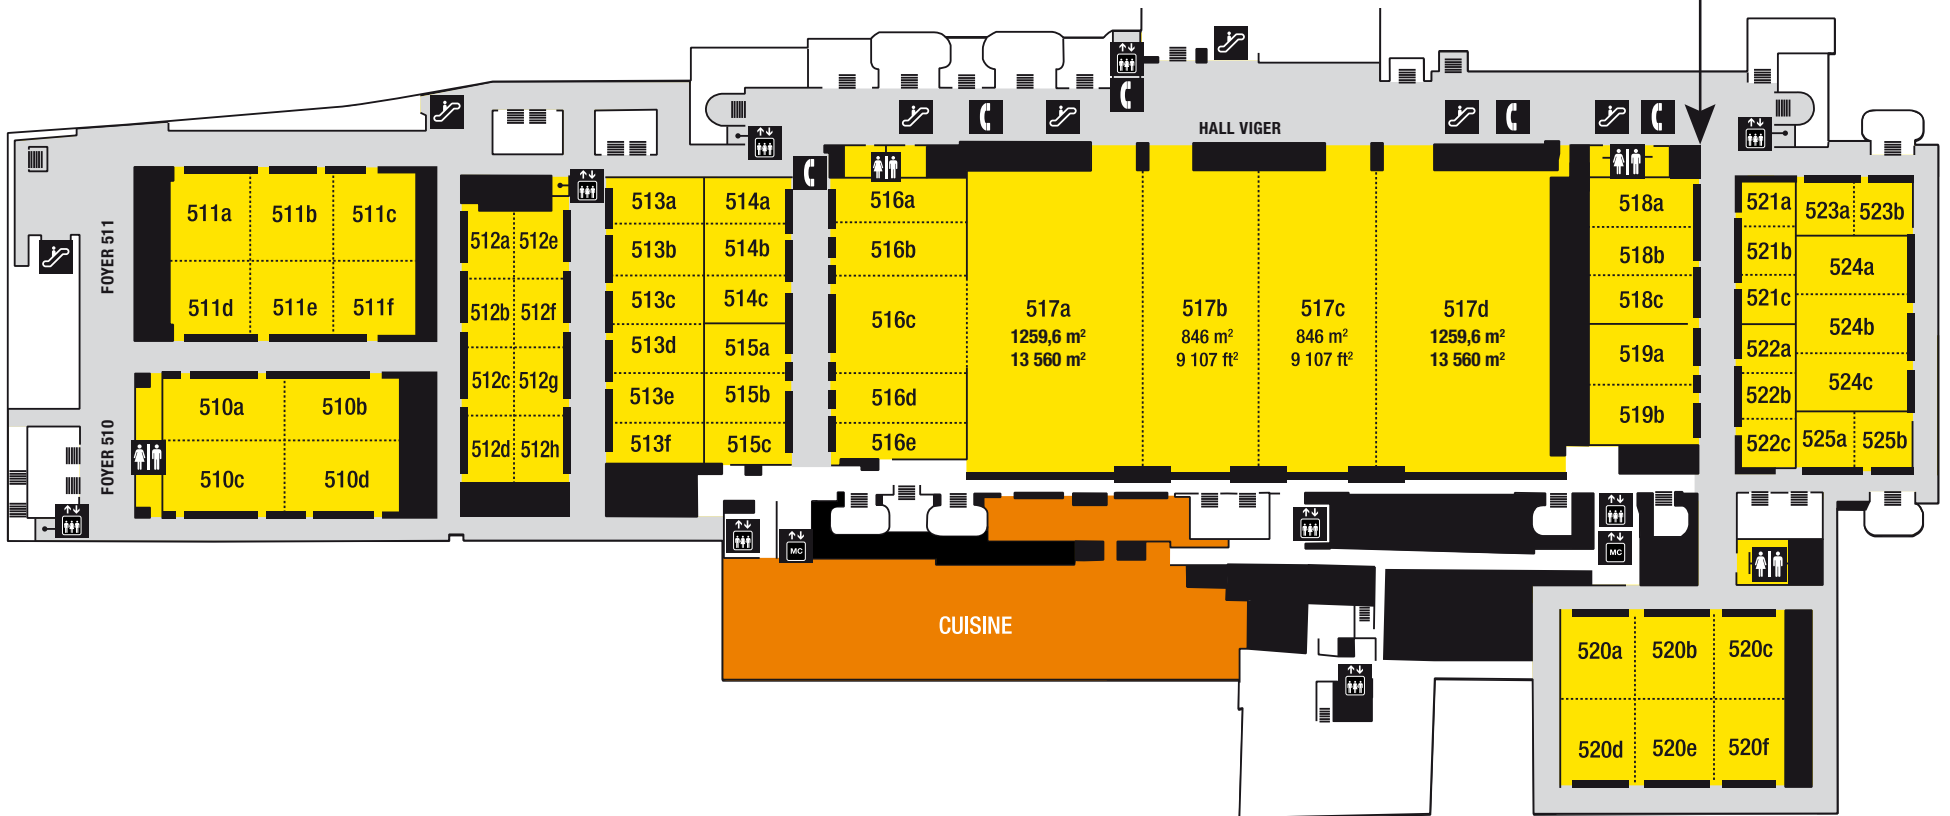 HALL VIGER
FOYER 511
FOYER 510
511a
511b
511c
511d
511e
511f
510a
510b
510c
510d
512a
512e
512b
512f
512c
512g
512d
512h
513a
513b
513c
513d
513e
513f
514a
514b
514c
515a
515b
515c
516a
516b
516c
516d
516e
517a
1259,6 m²
13 560 m²
517b
846 m²
9 107 ft²
517c
846 m²
9 107 ft²
517d
1259,6 m²
13 560 m²
518a
518b
518c
519a
519b
521a
521b
521c
522a
522b
522c
523a
523b
524a
524b
524c
525a
525b
MC
MC
CUISINE
520a
520b
520c
520d
520e
520f